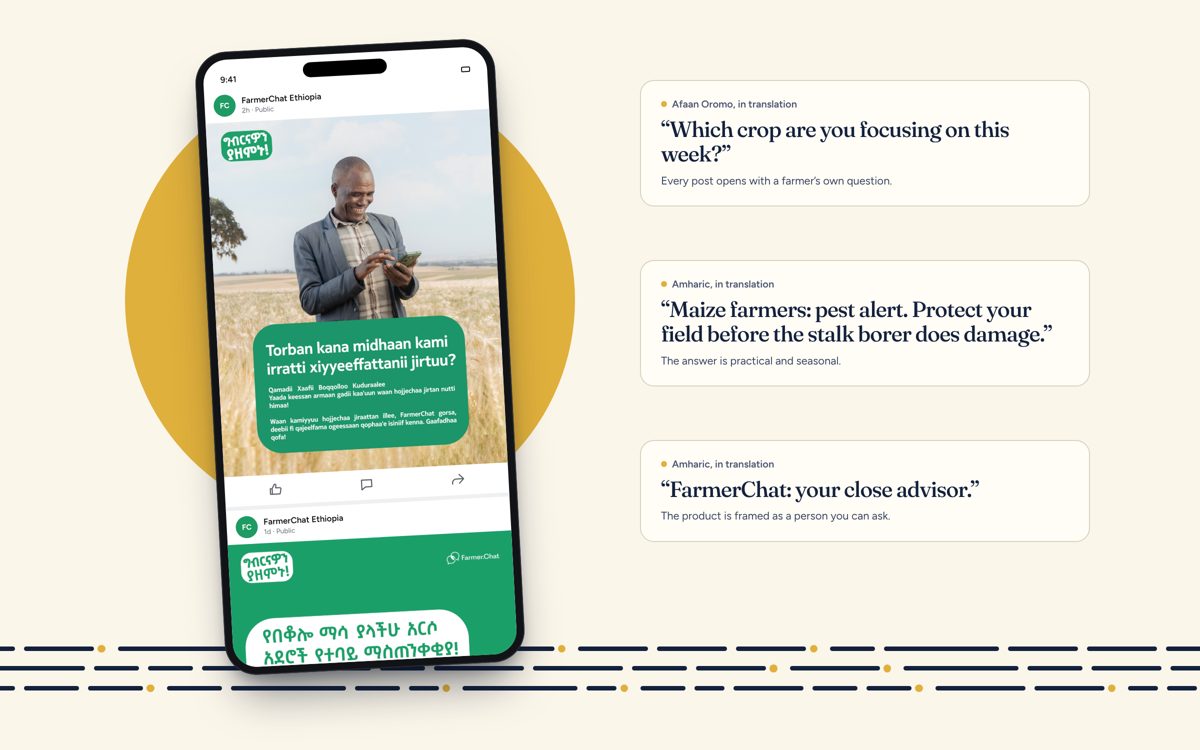 9:41
FC
FarmerChat Ethiopia
2h · Public
ግብርናዎን
ያዘምኑ!
Torban kana midhaan kami
irratti xiyyeeffattanii jirtuu?
Qamadii Xaafii Boqqolloo Kuduraalee
Yaada keessan armaan gadii kaa'uun waan hojjechaa jirtan nutti
himaa!
Waan kamiyyuu hojjechaa jiraattan illee, FarmerChat gorsa,
deebii fi qajeelfama ogeessaan qophaa'e isiniif kenna. Gaafadhaa
qofa!
FC
FarmerChat Ethiopia
1d · Public
ግብርናዎን
ያዘምኑ!
Farmer.Chat
የበቆሎ ማሳ ያላችሁ አርሶ
አደሮች የተባይ ማስጠንቀቂያ!
Afaan Oromo, in translation
“Which crop are you focusing on this
week?”
Every post opens with a farmer’s own question.
Amharic, in translation
“Maize farmers: pest alert. Protect your
field before the stalk borer does damage.”
The answer is practical and seasonal.
Amharic, in translation
“FarmerChat: your close advisor.”
The product is framed as a person you can ask.